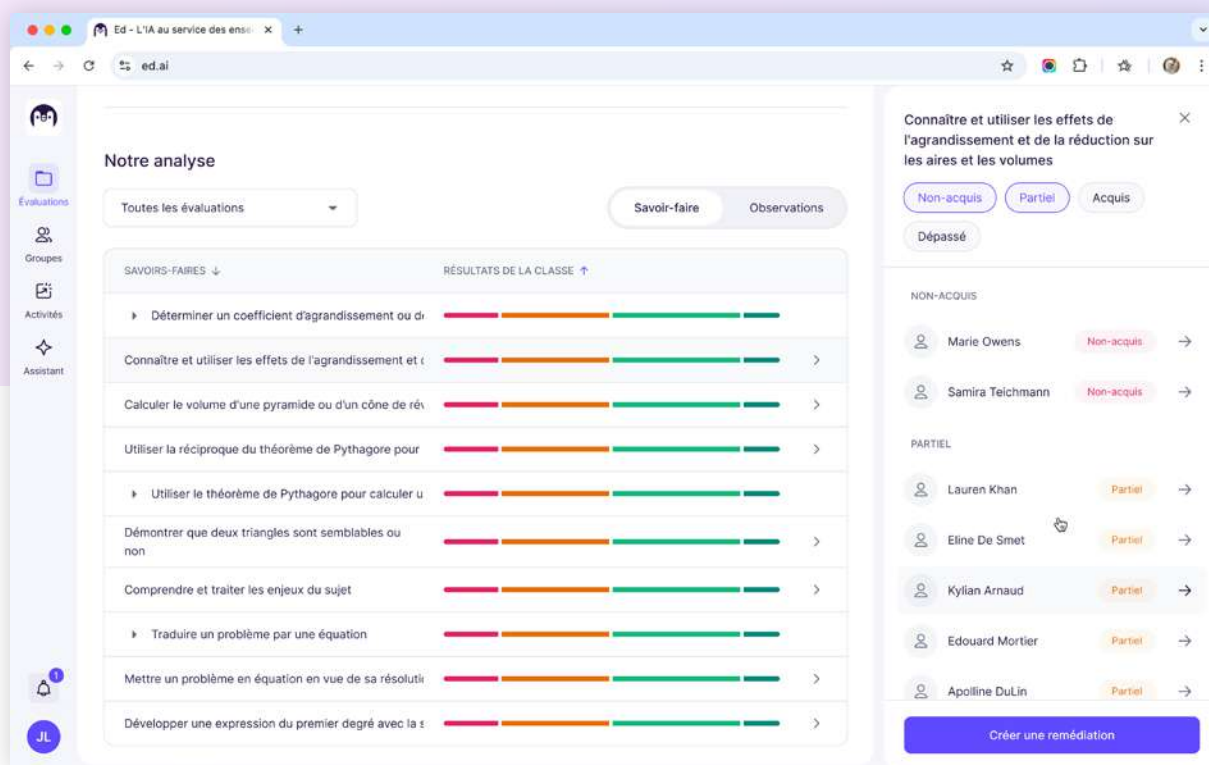 Ed - L'IA au service des ense
ed.ai
Évaluations
Groupes
Activités
Assistant
1
JL
Notre analyse
Toutes les évaluations
Savoir-faire
Observations
SAVOIRS-FAIRES
RÉSULTATS DE LA CLASSE
Déterminer un coefficient d'agrandissement ou de
Connaître et utiliser les effets de l'agrandissement et d
Calculer le volume d'une pyramide ou d'un cône de rév
Utiliser la réciproque du théorème de Pythagore pour
Utiliser le théorème de Pythagore pour calculer u
Démontrer que deux triangles sont semblables ou
non
Comprendre et traiter les enjeux du sujet
Traduire un problème par une équation
Mettre un problème en équation en vue de sa résolutio
Développer une expression du premier degré avec la s
Connaître et utiliser les effets de
l'agrandissement et de la réduction sur
les aires et les volumes
Non-acquis
Partiel
Acquis
Dépassé
NON-ACQUIS
Marie Owens Non-acquis
Samira Teichmann Non-acquis
PARTIEL
Lauren Khan Partiel
Eline De Smet Partiel
Kylian Arnaud Partiel
Edouard Mortier Partiel
Apolline DuLin Partiel
Créer une remédiation